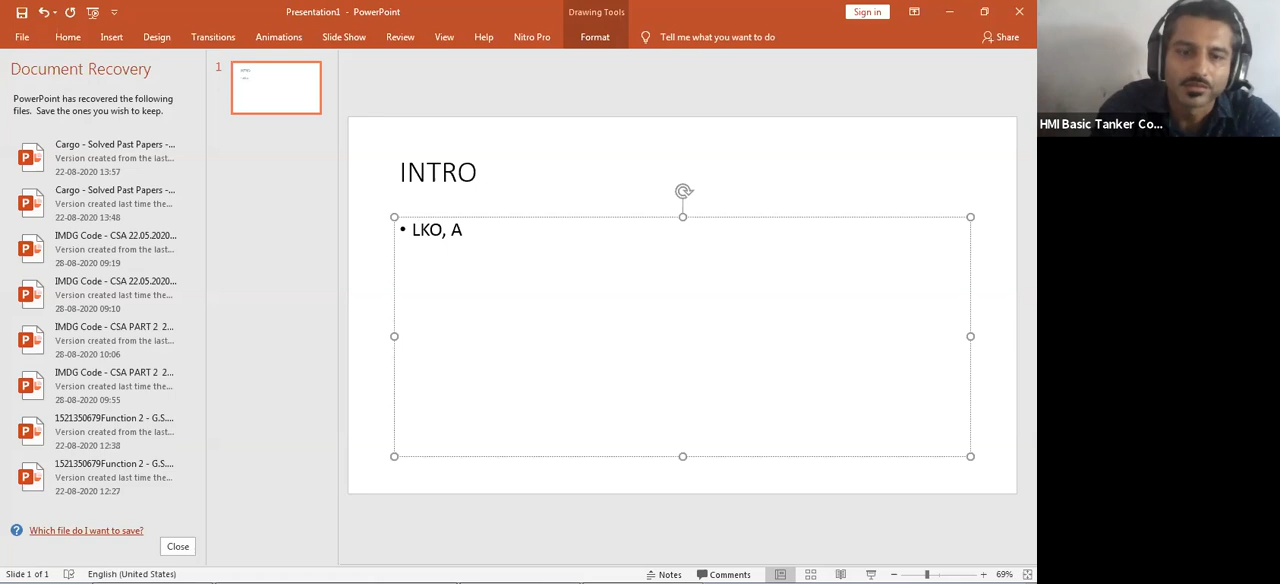 Presentation1 - PowerPoint
Drawing Tools
Sign in
File Home Insert Design Transitions Animations Slide Show Review View Help Nitro Pro Format Tell me what you want to do Share
Document Recovery
PowerPoint has recovered the following
files. Save the ones you wish to keep.
Cargo - Solved Past Papers -...
Version created from the last...
22-08-2020 13:57
Cargo - Solved Past Papers -...
Version created last time the...
22-08-2020 13:48
IMDG Code - CSA 22.05.2020...
Version created from the last...
28-08-2020 09:19
IMDG Code - CSA 22.05.2020...
Version created last time the...
28-08-2020 09:10
IMDG Code - CSA PART 2 2...
Version created from the last...
28-08-2020 10:06
IMDG Code - CSA PART 2 2...
Version created last time the...
28-08-2020 09:55
1521350679Function 2 - G.S....
Version created from the last...
22-08-2020 12:38
1521350679Function 2 - G.S....
Version created last time the...
22-08-2020 12:27
Which file do I want to save?
Close
1
INTRO
• LKO, A
HMI Basic Tanker Co...
Slide 1 of 1 English (United States) Notes Comments 69%